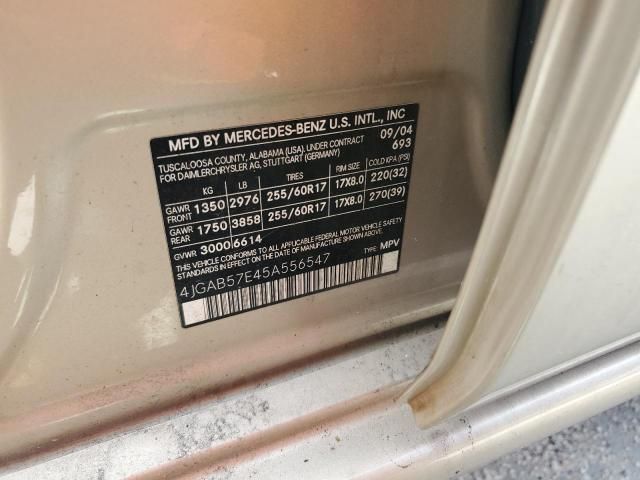 MFD BY MERCEDES-BENZ U.S. INTL., INC
TUSCALOOSA COUNTY, ALABAMA (USA). UNDER CONTRACT 09/04
FOR DAIMLERCHRYSLER AG, STUTTGART (GERMANY) 693
KG LB TIRES RIM SIZE COLD KPA (PSI)
GAWR FRONT 1350 2976 255/60R17 17X8.0 220(32)
GAWR REAR 1750 3858 255/60R17 17X8.0 270(39)
GVWR 3000 6614
THIS VEHICLE CONFORMS TO ALL APPLICABLE FEDERAL MOTOR VEHICLE SAFETY
STANDARDS IN EFFECT ON THE DATE OF MANUFACTURE SHOWN ABOVE.
4JGAB57E45A556547 TYPE: MPV